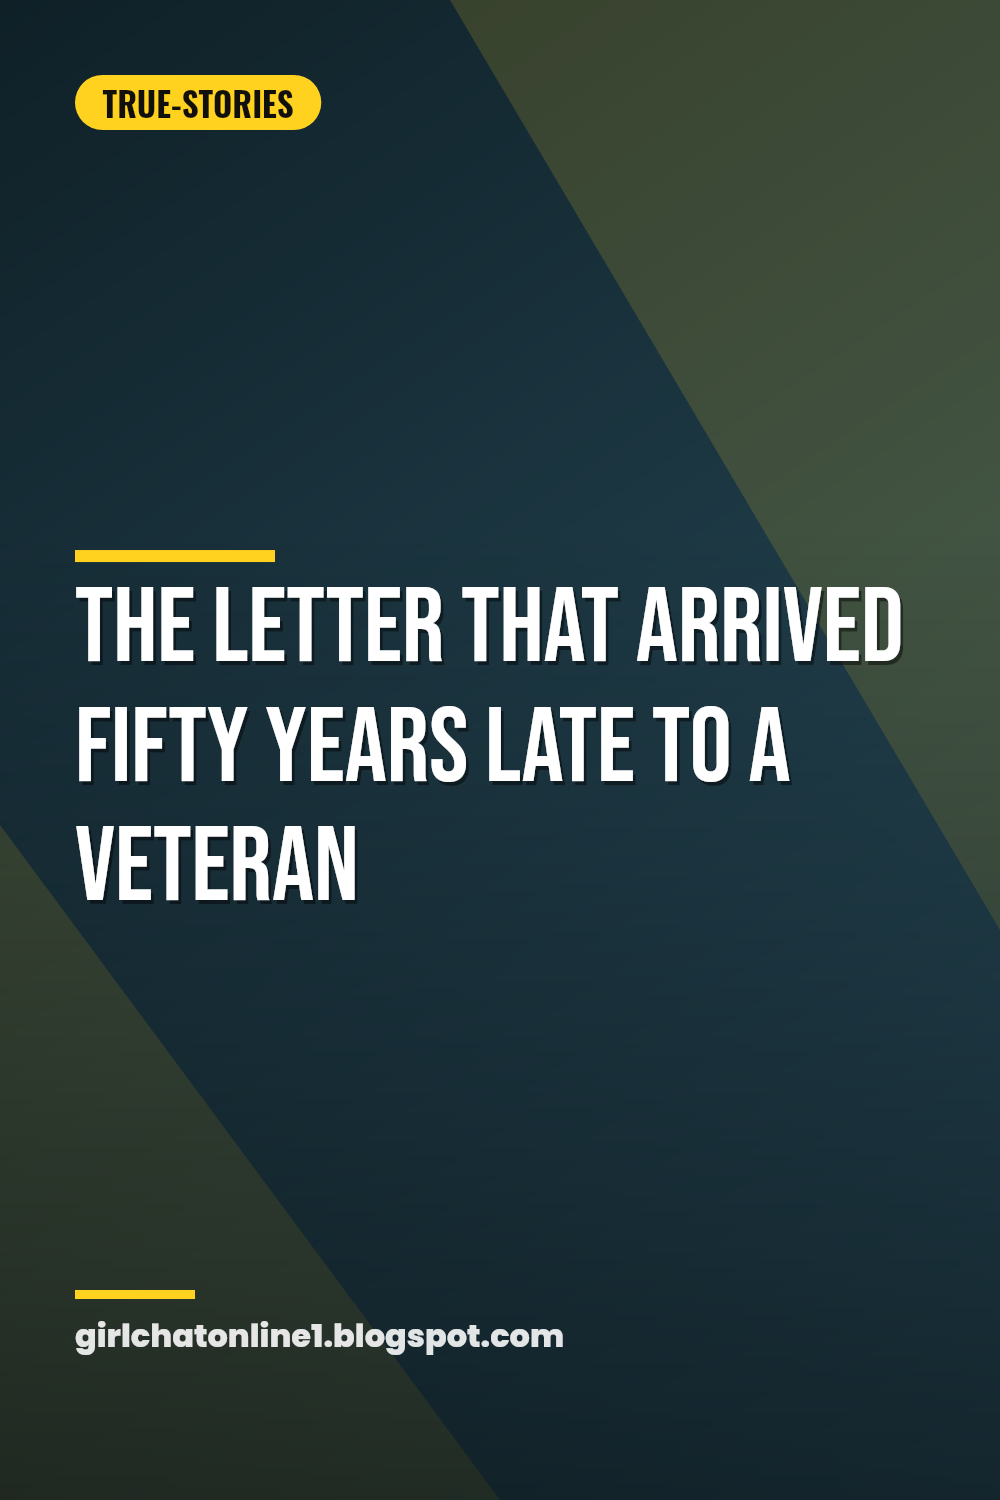 TRUE-STORIES
THE LETTER THAT ARRIVED
FIFTY YEARS LATE TO A
VETERAN
girlchatonline1.blogspot.com